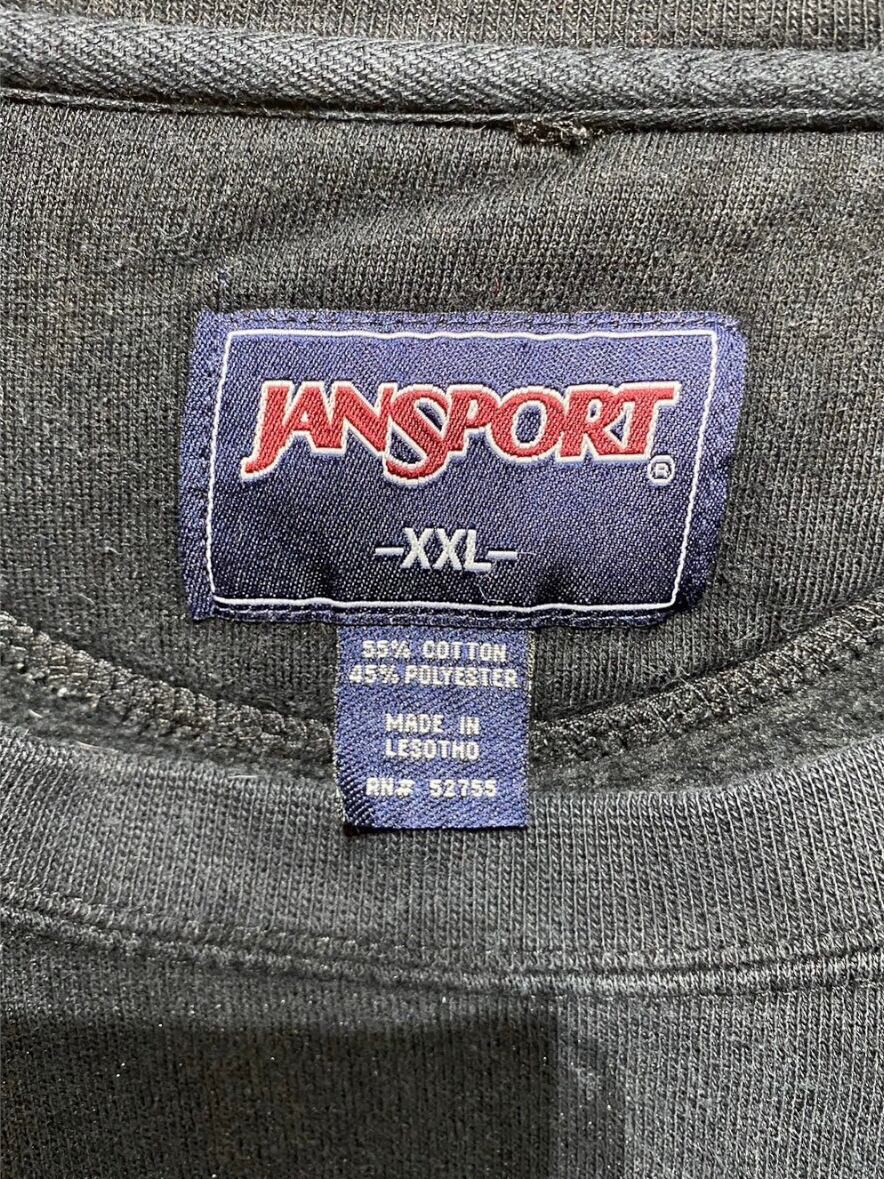 JANSPORT®
-XXL-
55% COTTON
45% POLYESTER
MADE IN
LESOTHO
RN# 52755